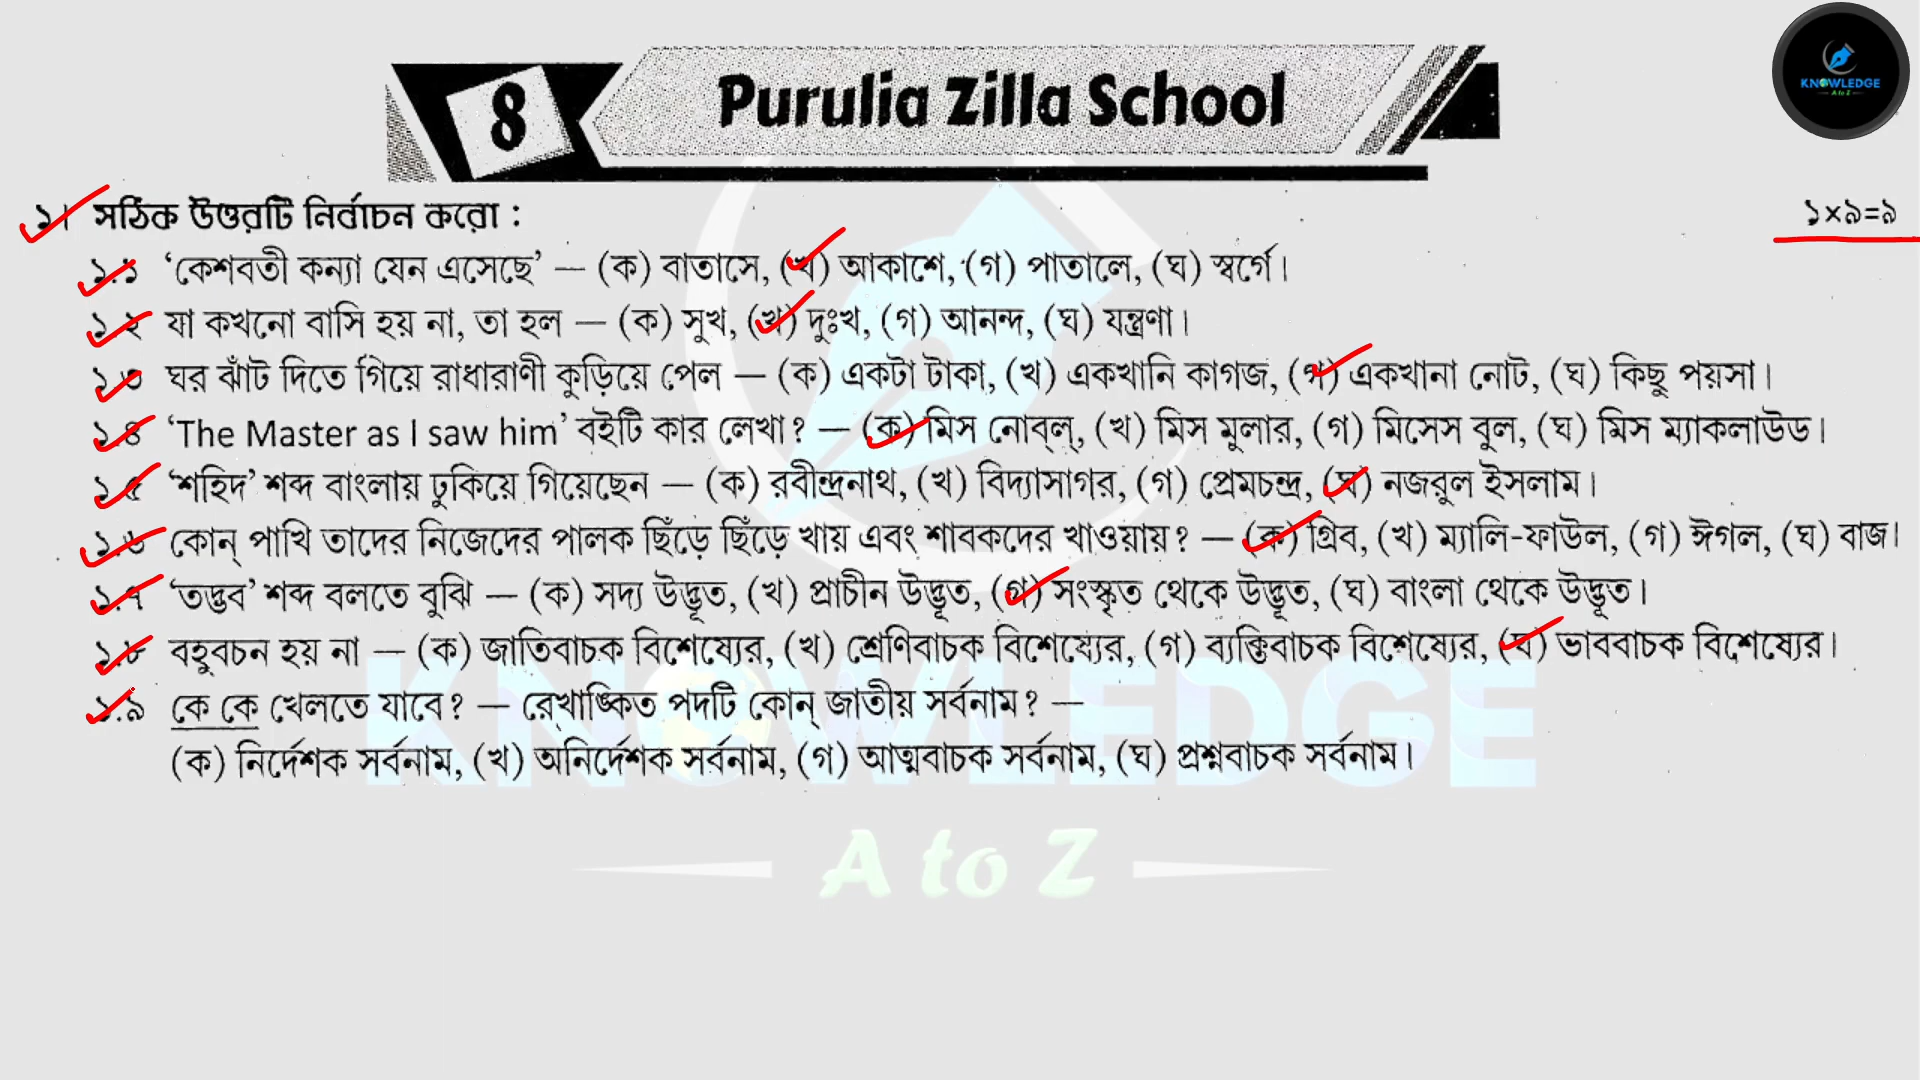 8 Purulia Zilla School
KNOWLEDGE
A to Z
১। সঠিক উত্তরটি নির্বাচন করো : ১×৯=৯
১.১ ‘কেশবতী কন্যা যেন এসেছে’ — (ক) বাতাসে, (খ) আকাশে, (গ) পাতালে, (ঘ) স্বর্গে।
১.২ যা কখনো বাসি হয় না, তা হল — (ক) সুখ, (খ) দুঃখ, (গ) আনন্দ, (ঘ) যন্ত্রণা।
১.৩ ঘর ঝাঁট দিতে গিয়ে রাধারাণী কুড়িয়ে পেল — (ক) একটা টাকা, (খ) একখানি কাগজ, (গ) একখানা নোট, (ঘ) কিছু পয়সা।
১.৪ ‘The Master as I saw him’ বইটি কার লেখা? — (ক) মিস নোব্‌ল্‌, (খ) মিস মুলার, (গ) মিসেস বুল, (ঘ) মিস ম্যাকলাউড।
১.৫ ‘শহিদ’ শব্দ বাংলায় ঢুকিয়ে গিয়েছেন — (ক) রবীন্দ্রনাথ, (খ) বিদ্যাসাগর, (গ) প্রেমচন্দ্র, (ঘ) নজরুল ইসলাম।
১.৬ কোন্ পাখি তাদের নিজেদের পালক ছিঁড়ে ছিঁড়ে খায় এবং শাবকদের খাওয়ায়? — (ক) গ্রিব, (খ) ম্যালি-ফাউল, (গ) ঈগল, (ঘ) বাজ।
১.৭ ‘তদ্ভব’ শব্দ বলতে বুঝি — (ক) সদ্য উদ্ভূত, (খ) প্রাচীন উদ্ভূত, (গ) সংস্কৃত থেকে উদ্ভূত, (ঘ) বাংলা থেকে উদ্ভূত।
১.৮ বহুবচন হয় না — (ক) জাতিবাচক বিশেষ্যের, (খ) শ্রেণিবাচক বিশেষ্যের, (গ) ব্যক্তিবাচক বিশেষ্যের, (ঘ) ভাববাচক বিশেষ্যের।
১.৯ কে কে খেলতে যাবে? — রেখাঙ্কিত পদটি কোন্ জাতীয় সর্বনাম? —
(ক) নির্দেশক সর্বনাম, (খ) অনির্দেশক সর্বনাম, (গ) আত্মবাচক সর্বনাম, (ঘ) প্রশ্নবাচক সর্বনাম।
KNOWLEDGE
A to Z